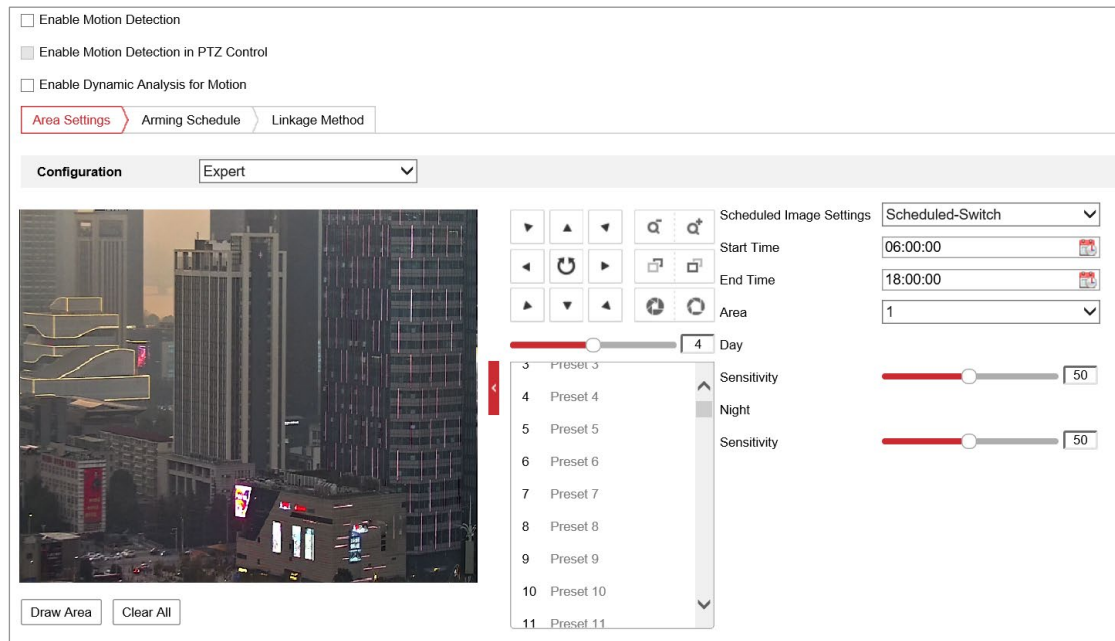 Enable Motion Detection
Enable Motion Detection in PTZ Control
Enable Dynamic Analysis for Motion
Area Settings
Arming Schedule
Linkage Method
Configuration
Expert
Scheduled Image Settings
Scheduled-Switch
Start Time
06:00:00
End Time
18:00:00
Area
1
4
Day
Sensitivity
50
Night
Sensitivity
50
3 Preset 3
4 Preset 4
5 Preset 5
6 Preset 6
7 Preset 7
8 Preset 8
9 Preset 9
10 Preset 10
11 Preset 11
Draw Area
Clear All